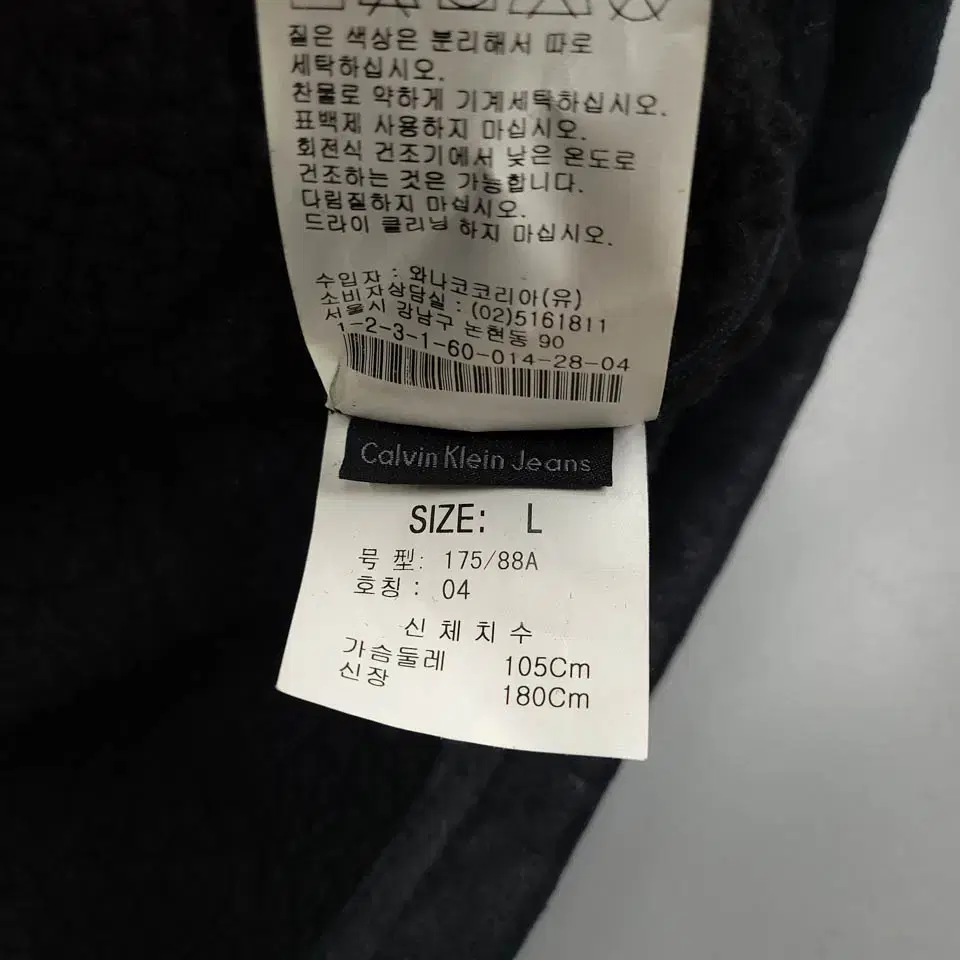 질은 색상은 분리해서 따로
세탁하십시오.
찬물로 약하게 기계세탁하십시오.
표백제 사용하지 마십시오.
회전식 건조기에서 낮은 온도로
건조하는 것은 가능합니다.
다림질하지 마십시오.
드라이 클리닝 하지 마십시오.
수입자 : 와나코코리아(유)
소비자상담실 : (02)5161811
서울시 강남구 논현동 90
1-2-3-1-60-014-28-04
Calvin Klein Jeans
SIZE: L
号 型: 175/88A
호칭 : 04
신 체 치 수
가슴둘레 105Cm
신장 180Cm